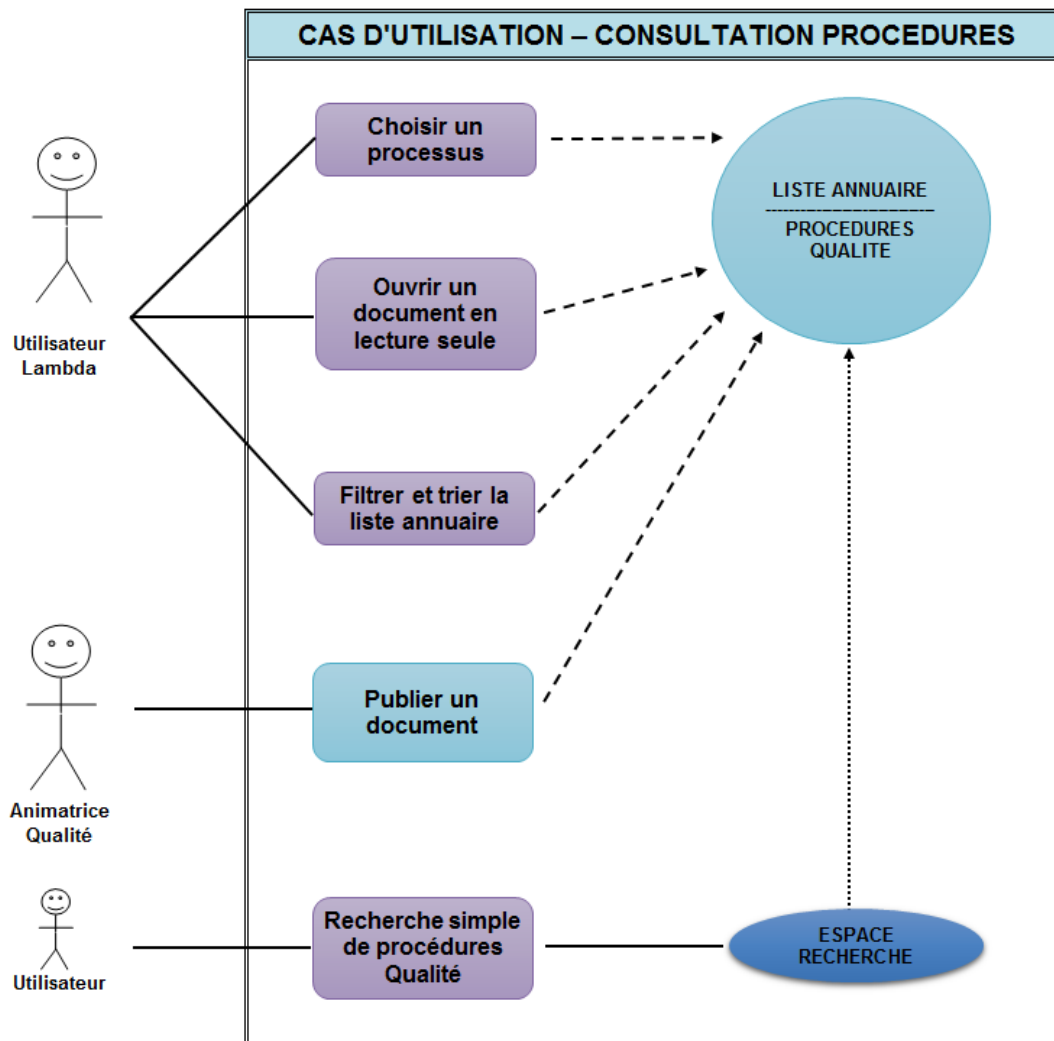 CAS D'UTILISATION – CONSULTATION PROCEDURES
Choisir un
processus
LISTE ANNUAIRE
--------------------------------
PROCEDURES
QUALITE
Utilisateur
Lambda
Ouvrir un
document en
lecture seule
Filtrer et trier la
liste annuaire
Publier un
document
Animatrice
Qualité
Recherche simple
de procédures
Qualité
ESPACE
RECHERCHE
Utilisateur